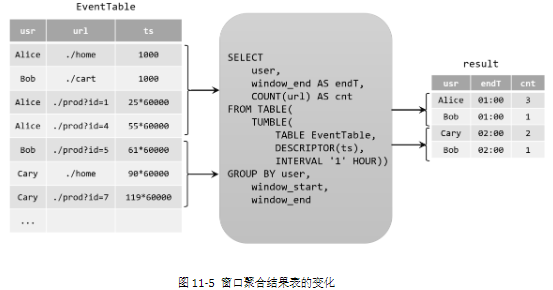 EventTable
usr url ts
Alice ./home 1000
Bob ./cart 1000
Alice ./prod?id=1 25*60000
Alice ./prod?id=4 55*60000
Bob ./prod?id=5 61*60000
Cary ./home 90*60000
Cary ./prod?id=7 119*60000
...
SELECT
user,
window_end AS endT,
COUNT(url) AS cnt
FROM TABLE(
TUMBLE(
TABLE EventTable,
DESCRIPTOR(ts),
INTERVAL '1' HOUR))
GROUP BY user,
window_start,
window_end
result
usr endT cnt
Alice 01:00 3
Bob 01:00 1
Cary 02:00 2
Bob 02:00 1
图 11-5 窗口聚合结果表的变化